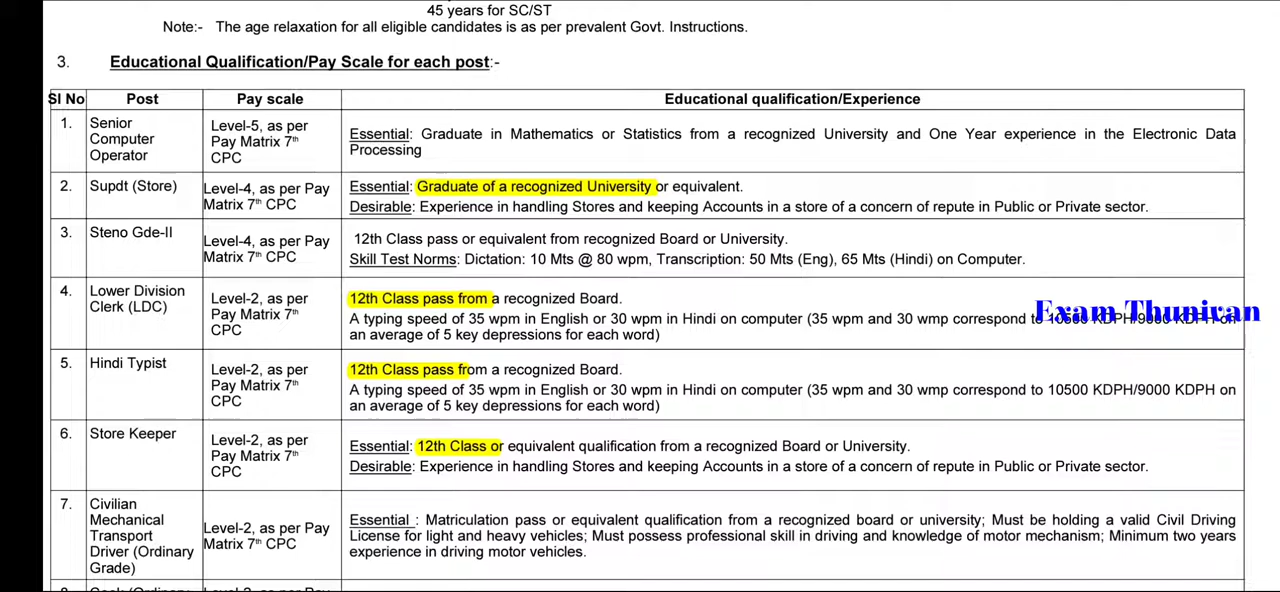 45 years for SC/ST
Note:- The age relaxation for all eligible candidates is as per prevalent Govt. Instructions.
3. Educational Qualification/Pay Scale for each post:-
Sl No Post Pay scale Educational qualification/Experience
1. Senior Computer Operator
Level-5, as per Pay Matrix 7th CPC
Essential: Graduate in Mathematics or Statistics from a recognized University and One Year experience in the Electronic Data
Processing
2. Supdt (Store)
Level-4, as per Pay Matrix 7th CPC
Essential: Graduate of a recognized University or equivalent.
Desirable: Experience in handling Stores and keeping Accounts in a store of a concern of repute in Public or Private sector.
3. Steno Gde-II
Level-4, as per Pay Matrix 7th CPC
12th Class pass or equivalent from recognized Board or University.
Skill Test Norms: Dictation: 10 Mts @ 80 wpm, Transcription: 50 Mts (Eng), 65 Mts (Hindi) on Computer.
4. Lower Division Clerk (LDC)
Level-2, as per Pay Matrix 7th CPC
12th Class pass from a recognized Board.
A typing speed of 35 wpm in English or 30 wpm in Hindi on computer (35 wpm and 30 wmp correspond to 10500 KDPH/9000 KDPH on
an average of 5 key depressions for each word)
Exam Thunivan
5. Hindi Typist
Level-2, as per Pay Matrix 7th CPC
12th Class pass from a recognized Board.
A typing speed of 35 wpm in English or 30 wpm in Hindi on computer (35 wpm and 30 wmp correspond to 10500 KDPH/9000 KDPH on
an average of 5 key depressions for each word)
6. Store Keeper
Level-2, as per Pay Matrix 7th CPC
Essential: 12th Class or equivalent qualification from a recognized Board or University.
Desirable: Experience in handling Stores and keeping Accounts in a store of a concern of repute in Public or Private sector.
7. Civilian Mechanical Transport Driver (Ordinary Grade)
Level-2, as per Pay Matrix 7th CPC
Essential : Matriculation pass or equivalent qualification from a recognized board or university; Must be holding a valid Civil Driving
License for light and heavy vehicles; Must possess professional skill in driving and knowledge of motor mechanism; Minimum two years
experience in driving motor vehicles.